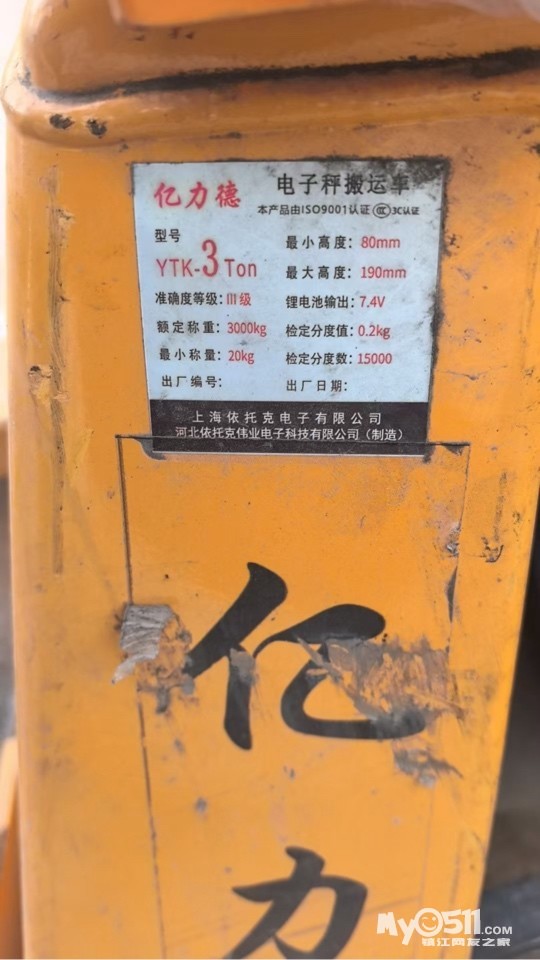 亿力德 电子秤搬运车
本产品由ISO9001认证 CCC 3C认证
型号
YTK-3Ton
最小高度：80mm
最大高度：190mm
准确度等级：III级 锂电池输出：7.4V
额定称重：3000kg 检定分度值：0.2kg
最小称量：20kg 检定分度数：15000
出厂编号： 出厂日期：
上海依托克电子有限公司
河北依托克伟业电子科技有限公司（制造）
亿
力
My0511.com
镇江网友之家